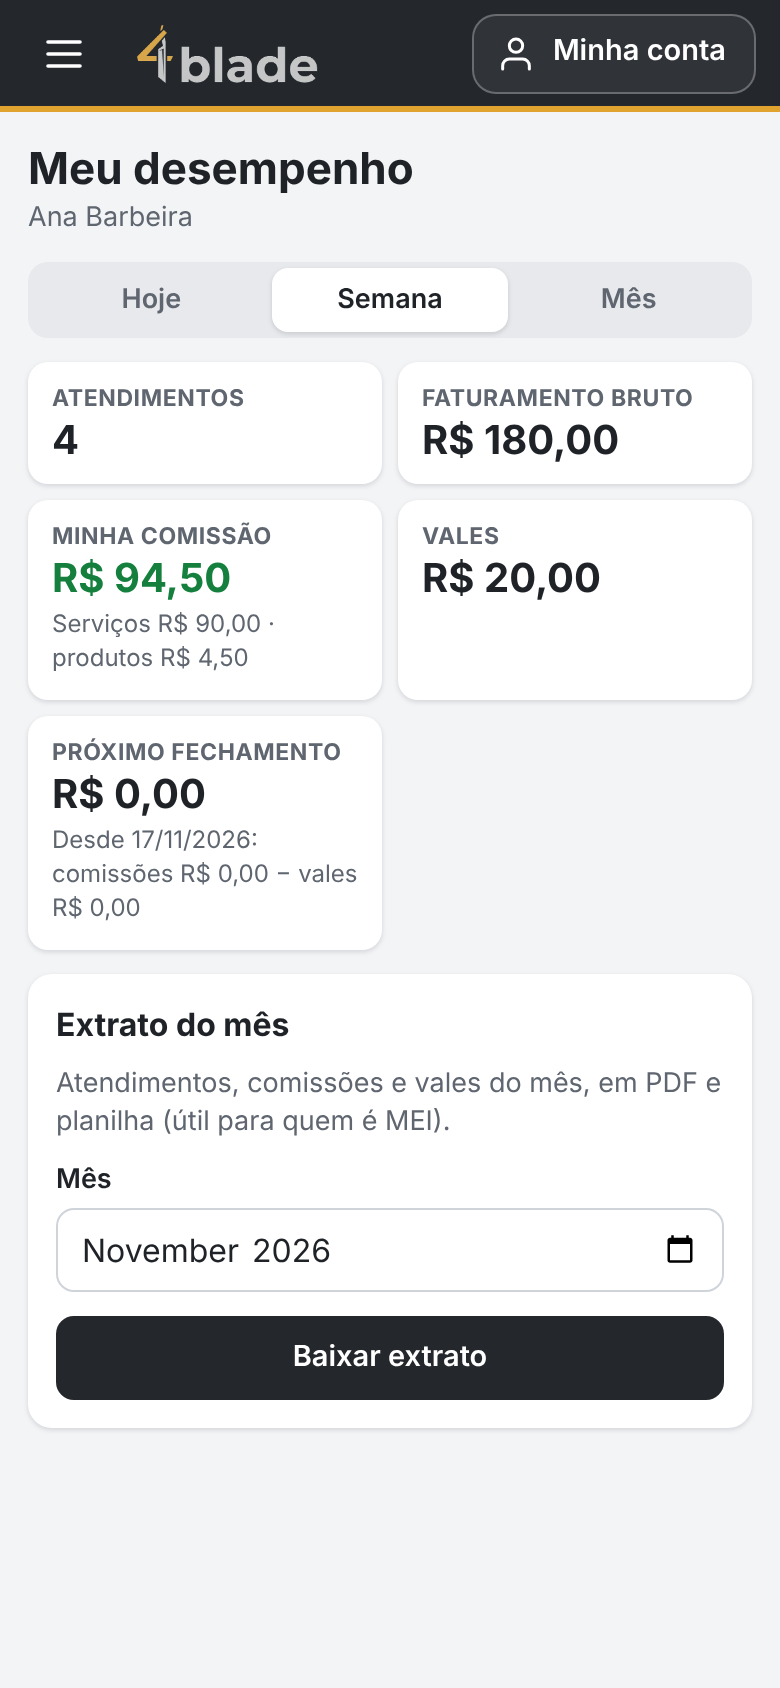 4blade
Minha conta
Meu desempenho
Ana Barbeira
Hoje
Semana
Mês
ATENDIMENTOS
4
FATURAMENTO BRUTO
R$ 180,00
MINHA COMISSÃO
R$ 94,50
Serviços R$ 90,00 ·
produtos R$ 4,50
VALES
R$ 20,00
PRÓXIMO FECHAMENTO
R$ 0,00
Desde 17/11/2026:
comissões R$ 0,00 − vales
R$ 0,00
Extrato do mês
Atendimentos, comissões e vales do mês, em PDF e
planilha (útil para quem é MEI).
Mês
November 2026
Baixar extrato